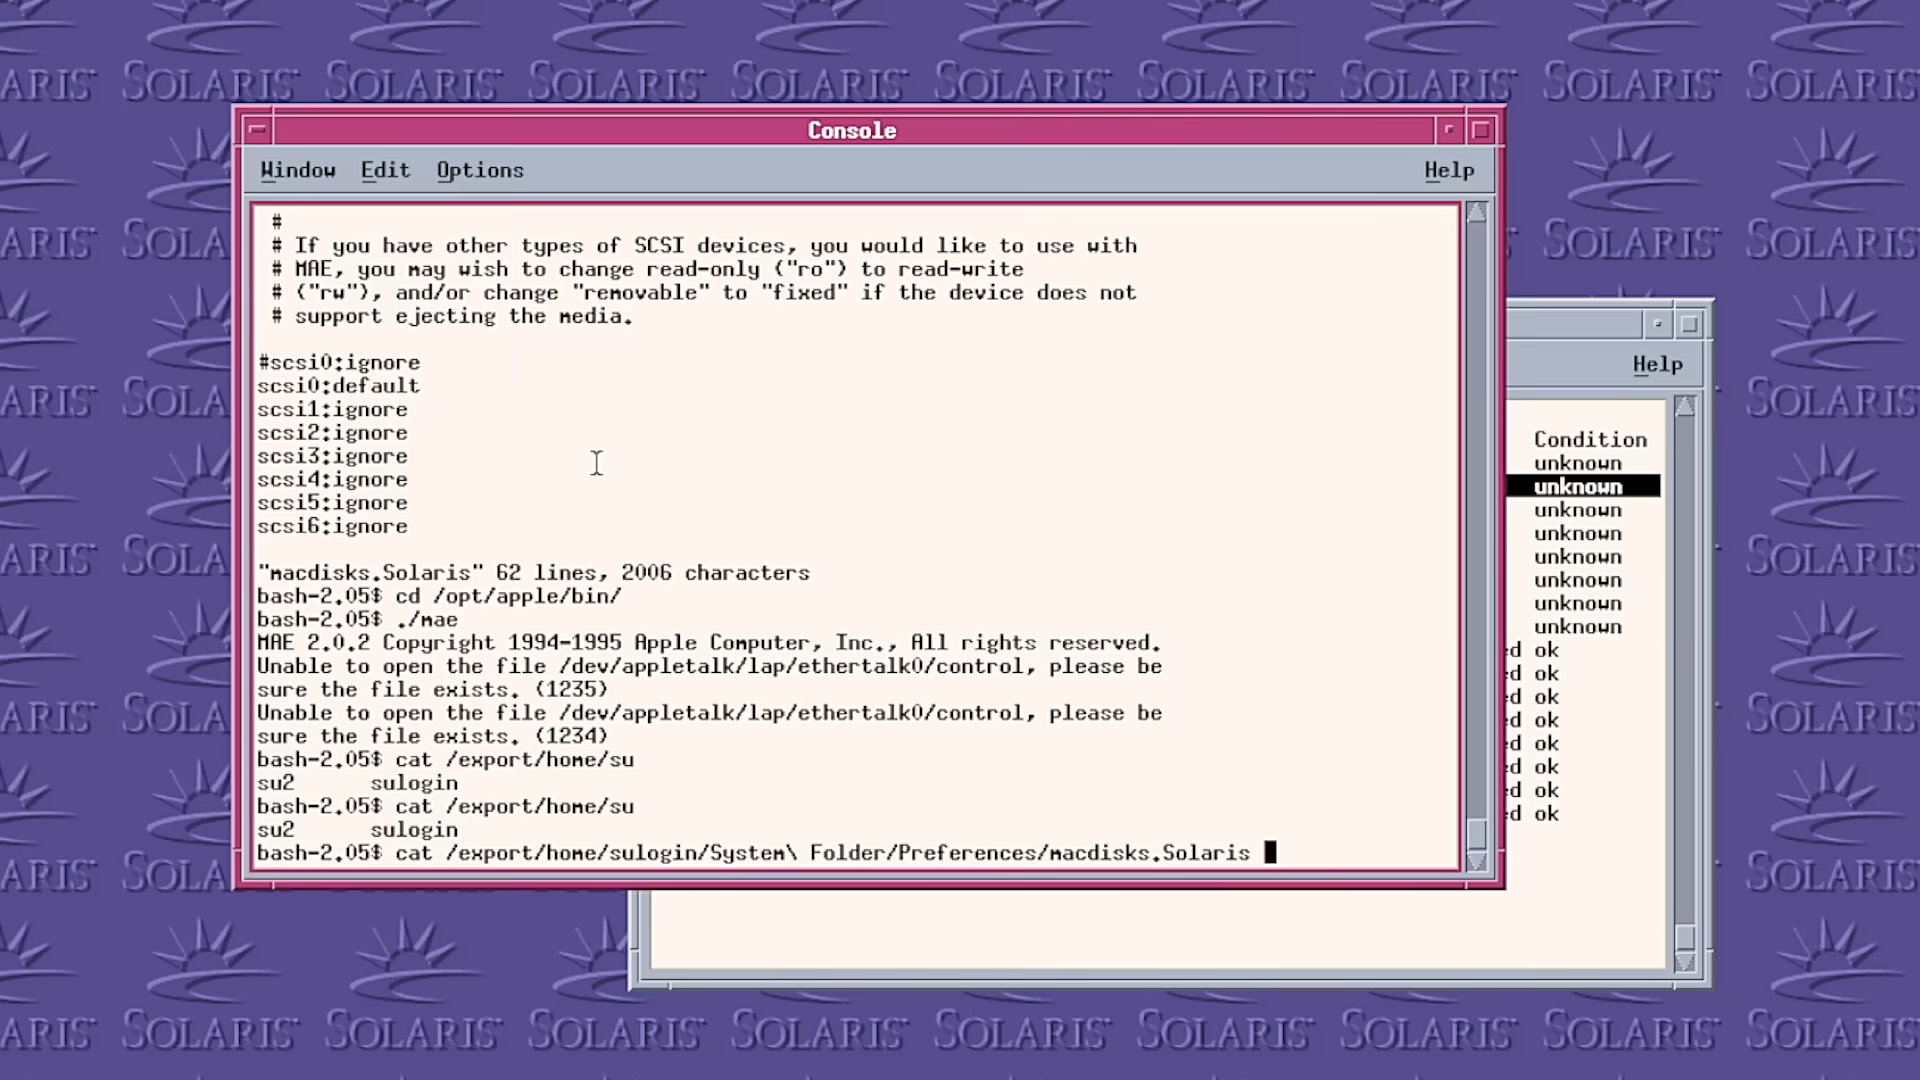 Console
Window Edit Options Help
#
# If you have other types of SCSI devices, you would like to use with
# MAE, you may wish to change read-only ("ro") to read-write
# ("rw"), and/or change "removable" to "fixed" if the device does not
# support ejecting the media.
#scsi0:ignore
scsi0:default
scsi1:ignore
scsi2:ignore
scsi3:ignore
scsi4:ignore
scsi5:ignore
scsi6:ignore
"macdisks.Solaris" 62 lines, 2006 characters
bash-2.05$ cd /opt/apple/bin/
bash-2.05$ ./mae
MAE 2.0.2 Copyright 1994-1995 Apple Computer, Inc., All rights reserved.
Unable to open the file /dev/appletalk/lap/ethertalk0/control, please be
sure the file exists. (1235)
Unable to open the file /dev/appletalk/lap/ethertalk0/control, please be
sure the file exists. (1234)
bash-2.05$ cat /export/home/su
su2 sulogin
bash-2.05$ cat /export/home/su
su2 sulogin
bash-2.05$ cat /export/home/sulogin/System\ Folder/Preferences/macdisks.Solaris
Help
Condition
unknown
unknown
unknown
unknown
unknown
unknown
unknown
unknown
ed ok
ed ok
ed ok
ed ok
ed ok
ed ok
ed ok
ed ok
SOLARIS